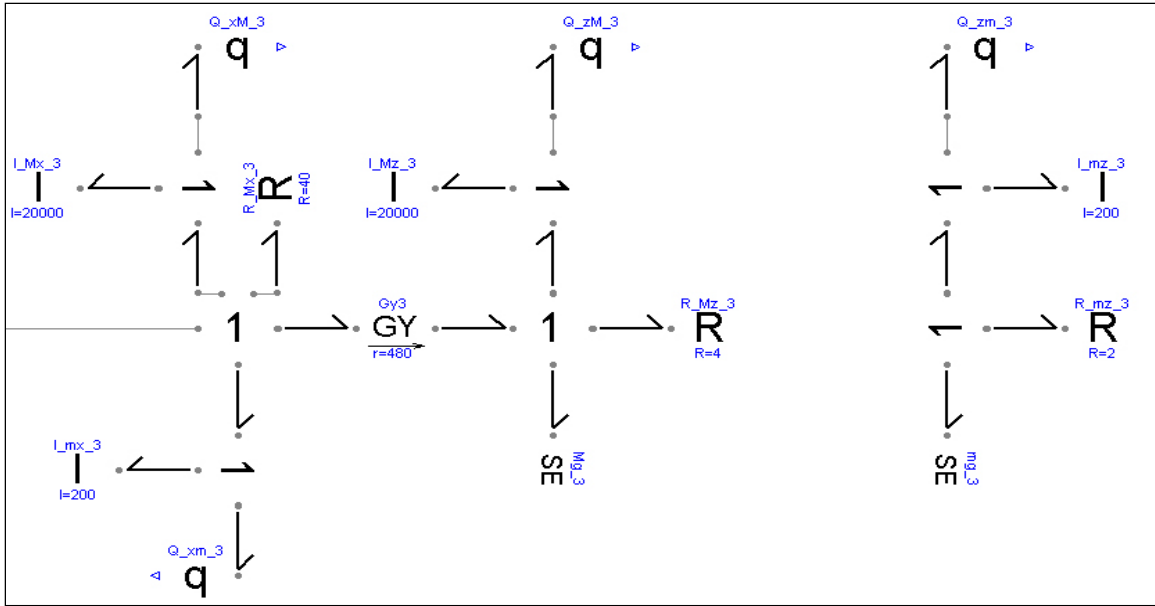 Q_xM_3
q
Q_zM_3
q
Q_zm_3
q
I_Mx_3
I
I=20000
1
R_Mx_3
R
R=40
I_Mz_3
I
I=20000
1
1
I_mz_3
I
I=200
1
Gy3
GY
r=480
1
R_Mz_3
R
R=4
1
R_mz_3
R
R=2
I_mx_3
I
I=200
1
SE
Mg_3
SE
mg_3
Q_xm_3
q